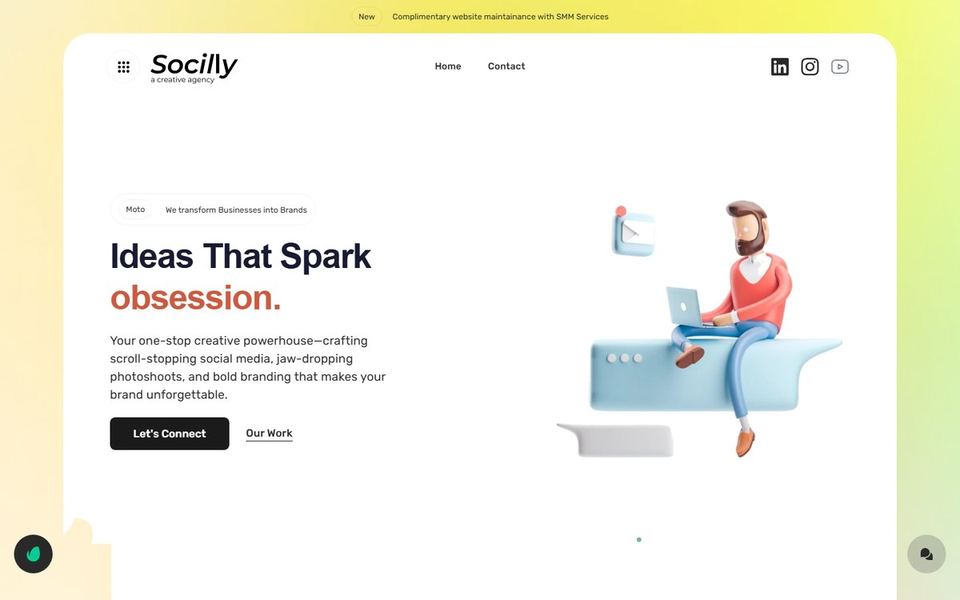 New Complimentary website maintainance with SMM Services
Socilly
a creative agency
Home Contact
Moto We transform Businesses into Brands
Ideas That Spark
obsession.
Your one-stop creative powerhouse—crafting
scroll-stopping social media, jaw-dropping
photoshoots, and bold branding that makes your
brand unforgettable.
Let's Connect Our Work